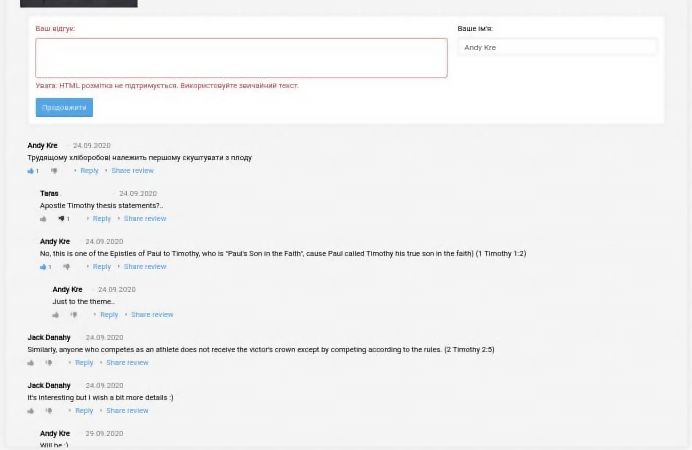 Ваш відгук:
Ваше ім'я:
Andy Kre
Увага: HTML розмітка не підтримується. Використовуйте звичайний текст.
Продовжити
Andy Kre 24.09.2020
Трудящому хліборобові належить першому скуштувати з плоду
1 Reply Share review
Taras 24.09.2020
Apostle Timothy thesis statements?..
1 Reply Share review
Andy Kre 24.09.2020
No, this is one of the Epistles of Paul to Timothy, who is "Paul's Son in the Faith", cause Paul called Timothy his true son in the faith) (1 Timothy 1:2)
1 Reply Share review
Andy Kre 24.09.2020
Just to the theme..
Reply Share review
Jack Danahy 24.09.2020
Similarly, anyone who competes as an athlete does not receive the victor's crown except by competing according to the rules. (2 Timothy 2:5)
Reply Share review
Jack Danahy 24.09.2020
It's interesting but I wish a bit more details :)
Reply Share review
Andy Kre 29.09.2020
Will be :)